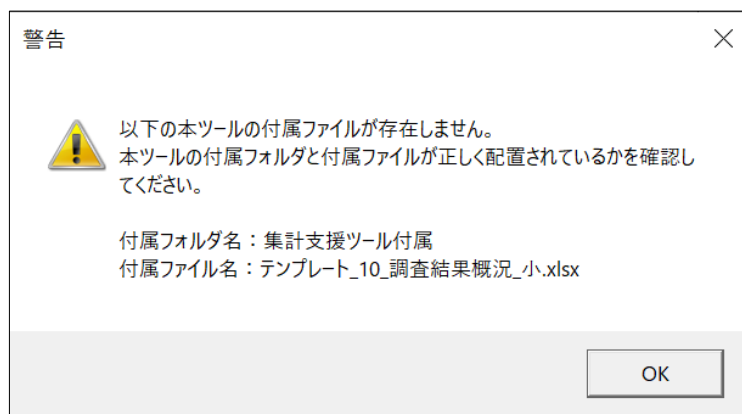 警告
以下の本ツールの付属ファイルが存在しません。
本ツールの付属フォルダと付属ファイルが正しく配置されているかを確認し
てください。
付属フォルダ名：集計支援ツール付属
付属ファイル名：テンプレート_10_調査結果概況_小.xlsx
OK